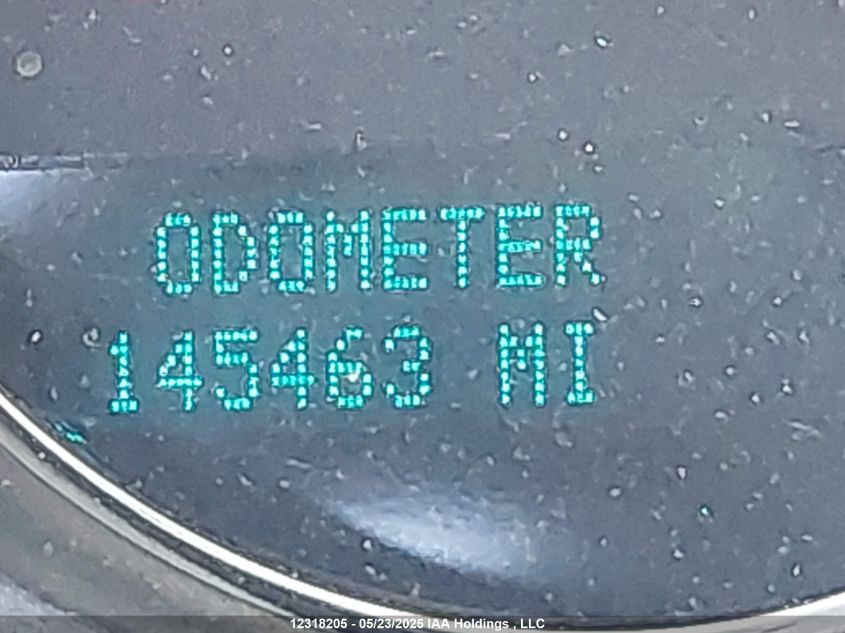 ODOMETER
145463 MI
12318205 - 05/23/2025 IAA Holdings , LLC